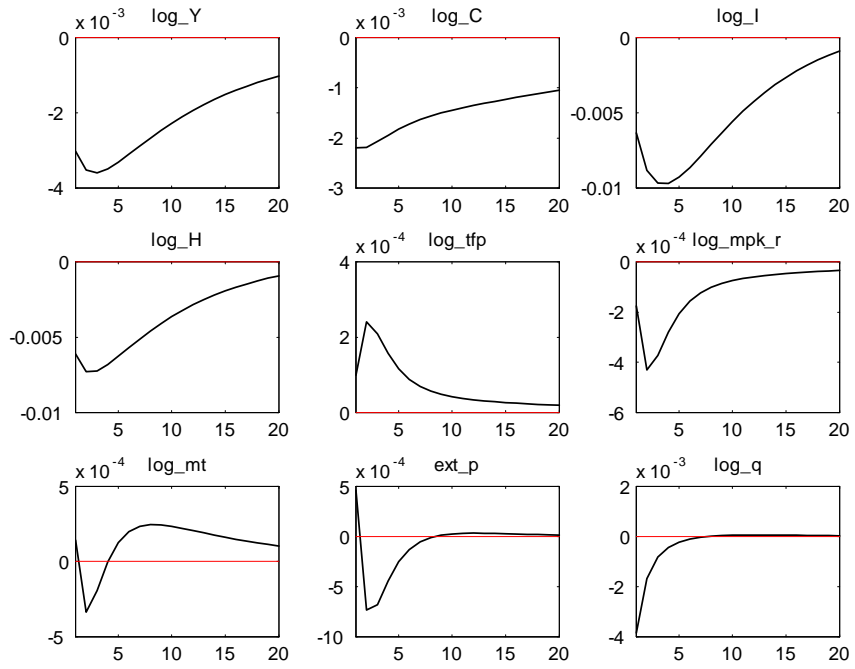 x 10^-3 log_Y
0
-2
-4
5 10 15 20
x 10^-3 log_C
0
-1
-2
-3
5 10 15 20
log_I
0
-0.005
-0.01
5 10 15 20
log_H
0
-0.005
-0.01
5 10 15 20
x 10^-4 log_tfp
4
2
0
5 10 15 20
x 10^-4 log_mpk_r
0
-2
-4
-6
5 10 15 20
x 10^-4 log_mt
5
0
-5
5 10 15 20
x 10^-4 ext_p
5
0
-5
-10
5 10 15 20
x 10^-3 log_q
2
0
-2
-4
5 10 15 20